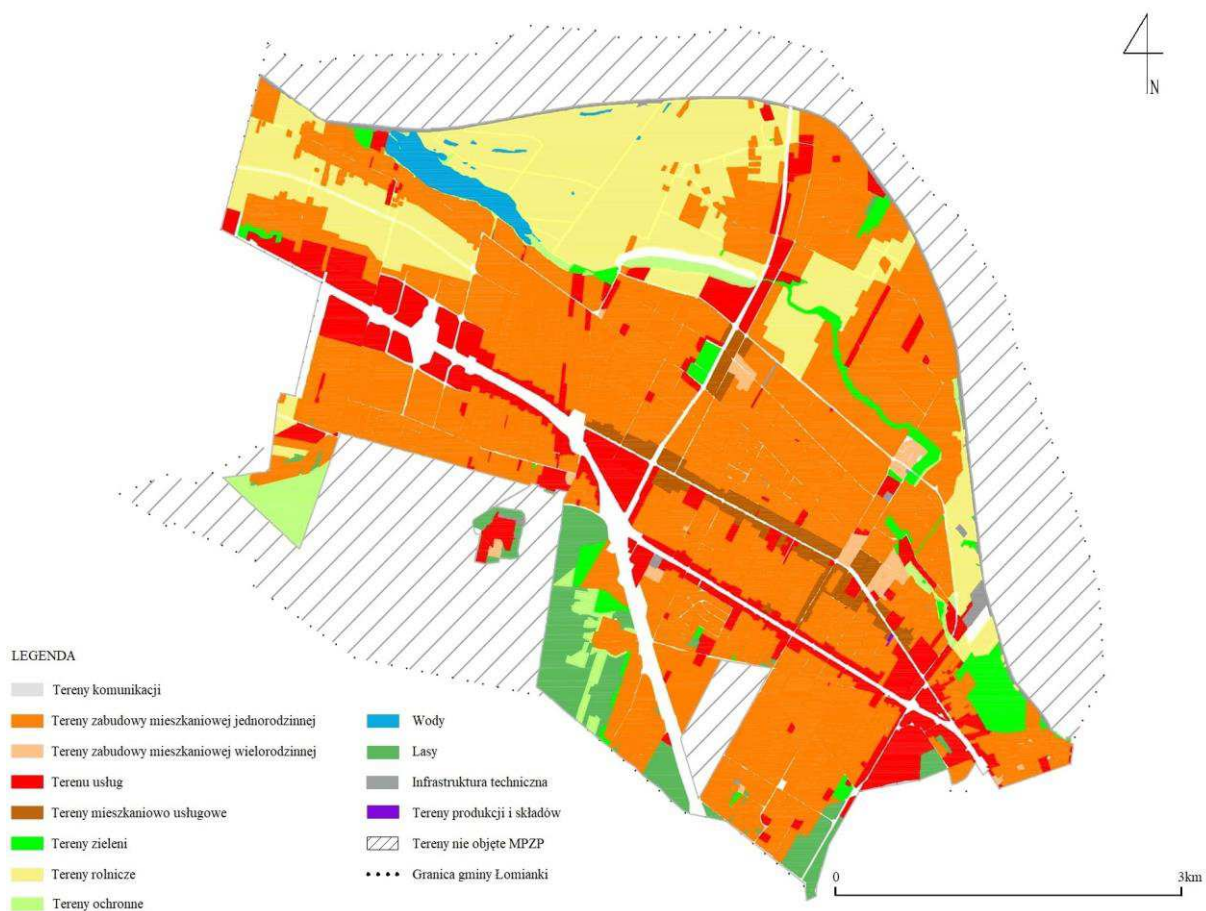 N
LEGENDA
Tereny komunikacji
Tereny zabudowy mieszkaniowej jednorodzinnej
Tereny zabudowy mieszkaniowej wielorodzinnej
Terenu usług
Tereny mieszkaniowo usługowe
Tereny zieleni
Tereny rolnicze
Tereny ochronne
Wody
Lasy
Infrastruktura techniczna
Tereny produkcji i składów
Tereny nie objęte MPZP
Granica gminy Łomianki
0 3km